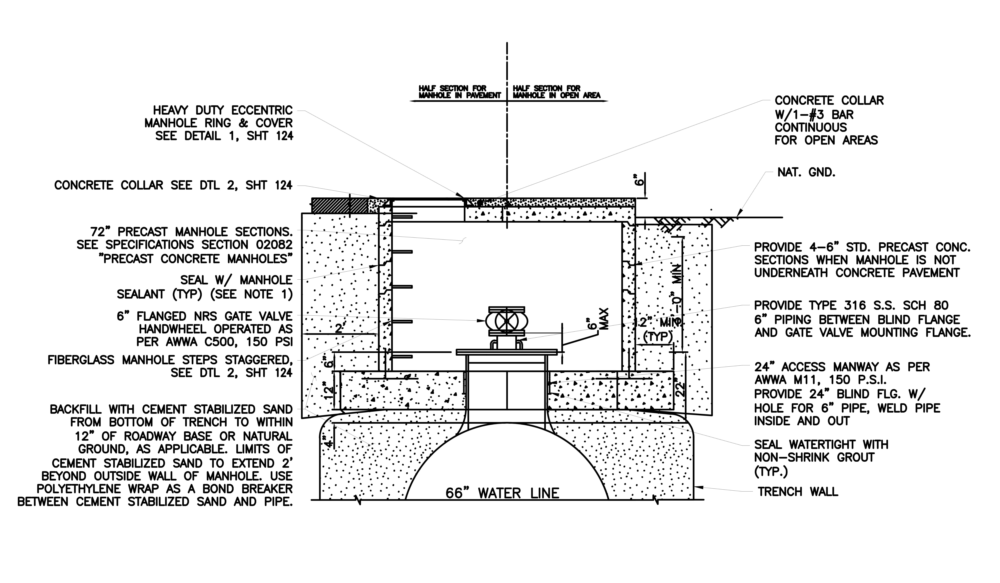 HALF SECTION FOR
MANHOLE IN PAVEMENT
HALF SECTION FOR
MANHOLE IN OPEN AREA
HEAVY DUTY ECCENTRIC
MANHOLE RING & COVER
SEE DETAIL 1, SHT 124
CONCRETE COLLAR SEE DTL 2, SHT 124
72" PRECAST MANHOLE SECTIONS.
SEE SPECIFICATIONS SECTION 02082
"PRECAST CONCRETE MANHOLES"
SEAL W/ MANHOLE
SEALANT (TYP) (SEE NOTE 1)
6" FLANGED NRS GATE VALVE
HANDWHEEL OPERATED AS
PER AWWA C500, 150 PSI
FIBERGLASS MANHOLE STEPS STAGGERED,
SEE DTL 2, SHT 124
BACKFILL WITH CEMENT STABILIZED SAND
FROM BOTTOM OF TRENCH TO WITHIN
12" OF ROADWAY BASE OR NATURAL
GROUND, AS APPLICABLE. LIMITS OF
CEMENT STABILIZED SAND TO EXTEND 2'
BEYOND OUTSIDE WALL OF MANHOLE. USE
POLYETHYLENE WRAP AS A BOND BREAKER
BETWEEN CEMENT STABILIZED SAND AND PIPE.
2'
6"
12"
4"
66" WATER LINE
6"
MAX
6"
12" MIN.
(TYP)
3'-0" MIN
22"
CONCRETE COLLAR
W/1-#3 BAR
CONTINUOUS
FOR OPEN AREAS
NAT. GND.
PROVIDE 4-6" STD. PRECAST CONC.
SECTIONS WHEN MANHOLE IS NOT
UNDERNEATH CONCRETE PAVEMENT
PROVIDE TYPE 316 S.S. SCH 80
6" PIPING BETWEEN BLIND FLANGE
AND GATE VALVE MOUNTING FLANGE.
24" ACCESS MANWAY AS PER
AWWA M11, 150 P.S.I.
PROVIDE 24" BLIND FLG. W/
HOLE FOR 6" PIPE, WELD PIPE
INSIDE AND OUT
SEAL WATERTIGHT WITH
NON-SHRINK GROUT
(TYP.)
TRENCH WALL